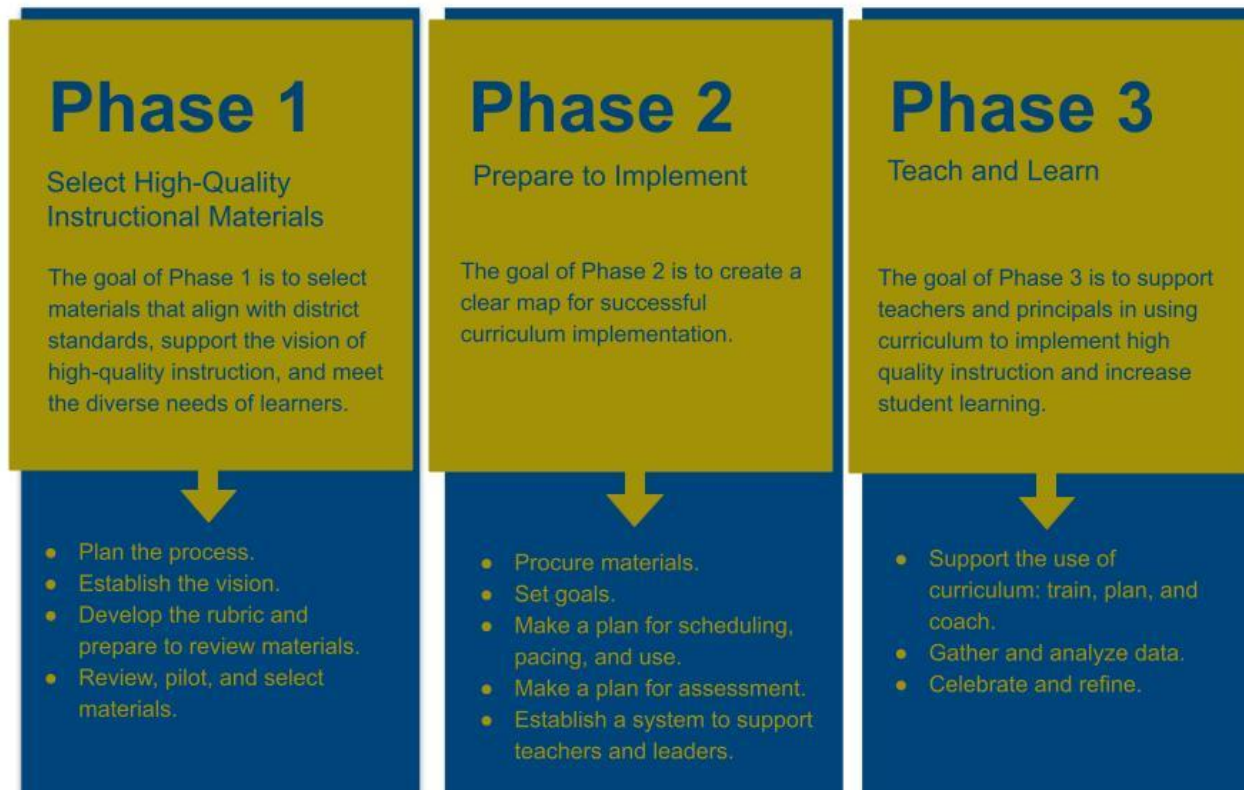 Phase 1
Select High-Quality
Instructional Materials
The goal of Phase 1 is to select
materials that align with district
standards, support the vision of
high-quality instruction, and meet
the diverse needs of learners.
● Plan the process.
● Establish the vision.
● Develop the rubric and
prepare to review materials.
● Review, pilot, and select
materials.
Phase 2
Prepare to Implement
The goal of Phase 2 is to create a
clear map for successful
curriculum implementation.
● Procure materials.
● Set goals.
● Make a plan for scheduling,
pacing, and use.
● Make a plan for assessment.
● Establish a system to support
teachers and leaders.
Phase 3
Teach and Learn
The goal of Phase 3 is to support
teachers and principals in using
curriculum to implement high
quality instruction and increase
student learning.
● Support the use of
curriculum: train, plan, and
coach.
● Gather and analyze data.
● Celebrate and refine.